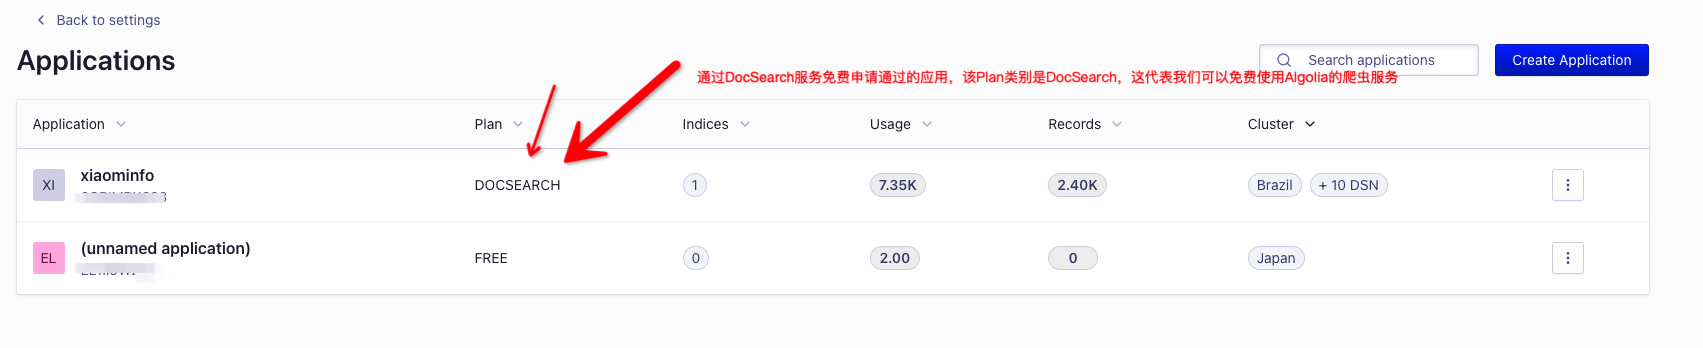 Back to settings
Applications
Search applications
Create Application
通过DocSearch服务免费申请通过的应用，该Plan类别是DocSearch，这代表我们可以免费使用Algolia的爬虫服务
Application Plan Indices Usage Records Cluster
XI xiaominfo DOCSEARCH 1 7.35K 2.40K Brazil + 10 DSN
EL (unnamed application) FREE 0 2.00 0 Japan